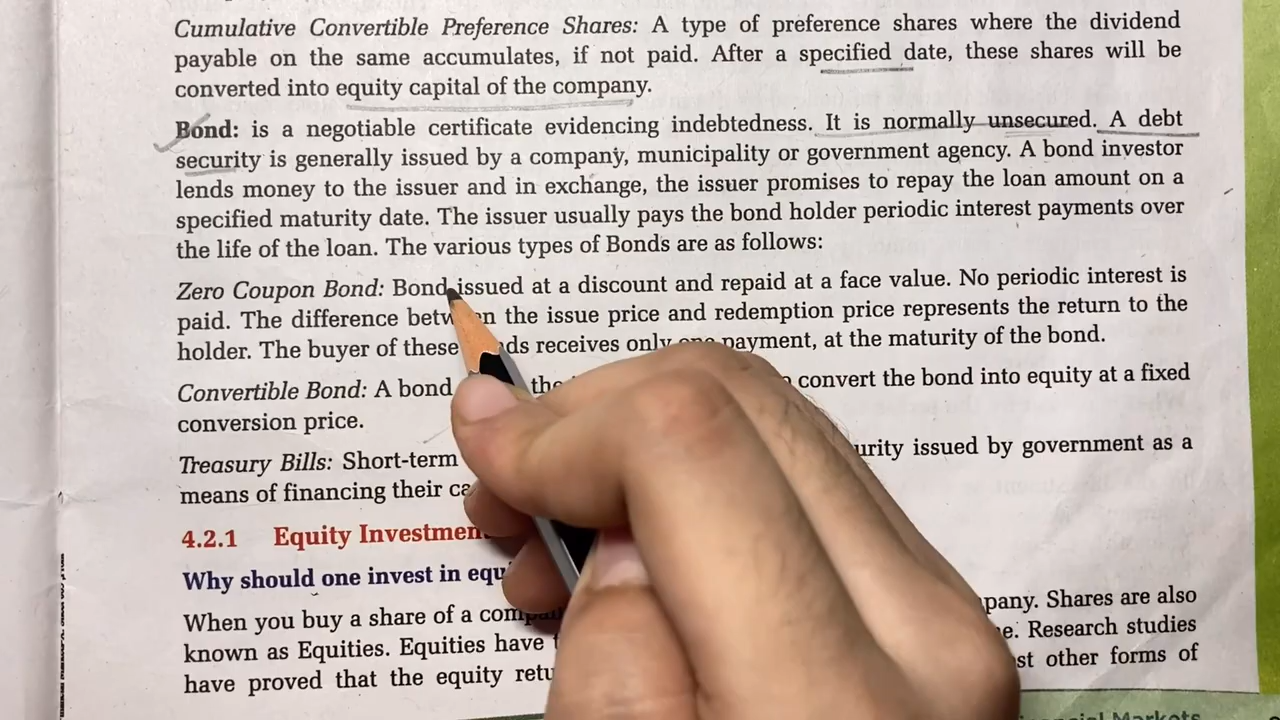 Cumulative Convertible Preference Shares: A type of preference shares where the dividend
payable on the same accumulates, if not paid. After a specified date, these shares will be
converted into equity capital of the company.
Bond: is a negotiable certificate evidencing indebtedness. It is normally unsecured. A debt
security is generally issued by a company, municipality or government agency. A bond investor
lends money to the issuer and in exchange, the issuer promises to repay the loan amount on a
specified maturity date. The issuer usually pays the bond holder periodic interest payments over
the life of the loan. The various types of Bonds are as follows:
Zero Coupon Bond: Bond issued at a discount and repaid at a face value. No periodic interest is
paid. The difference between the issue price and redemption price represents the return to the
holder. The buyer of these receives only one payment, at the maturity of the bond.
Convertible Bond: A bond the convert the bond into equity at a fixed
conversion price.
Treasury Bills: Short-term issued by government as a
means of financing their
4.2.1 Equity Investment
Why should one invest in
When you buy a share of a Shares are also
known as Equities. Equities have Research studies
have proved that the equity other forms of
Markets